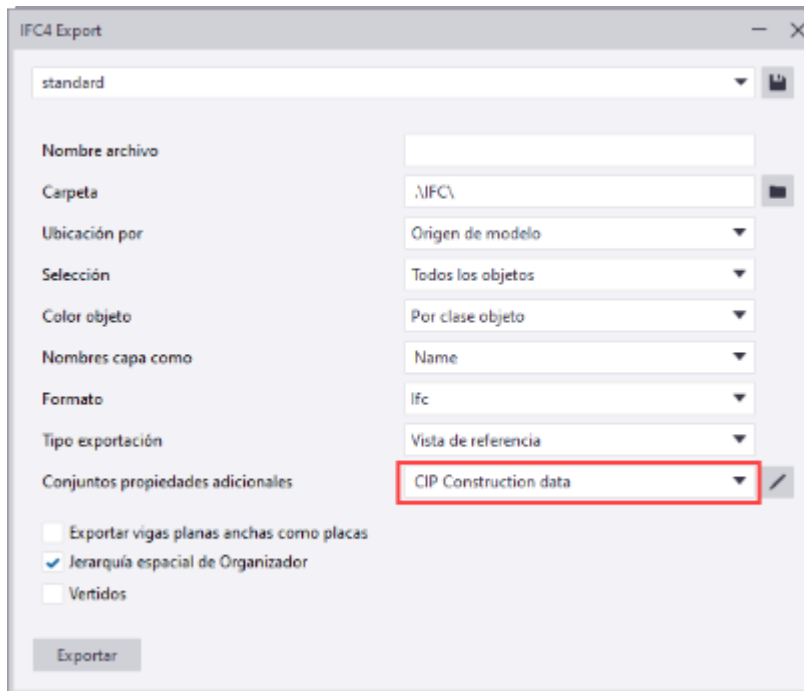 IFC4 Export
standard
Nombre archivo
Carpeta .\IFC\
Ubicación por Origen de modelo
Selección Todos los objetos
Color objeto Por clase objeto
Nombres capa como Name
Formato Ifc
Tipo exportación Vista de referencia
Conjuntos propiedades adicionales CIP Construction data
Exportar vigas planas anchas como placas
Jerarquía espacial de Organizador
Vertidos
Exportar